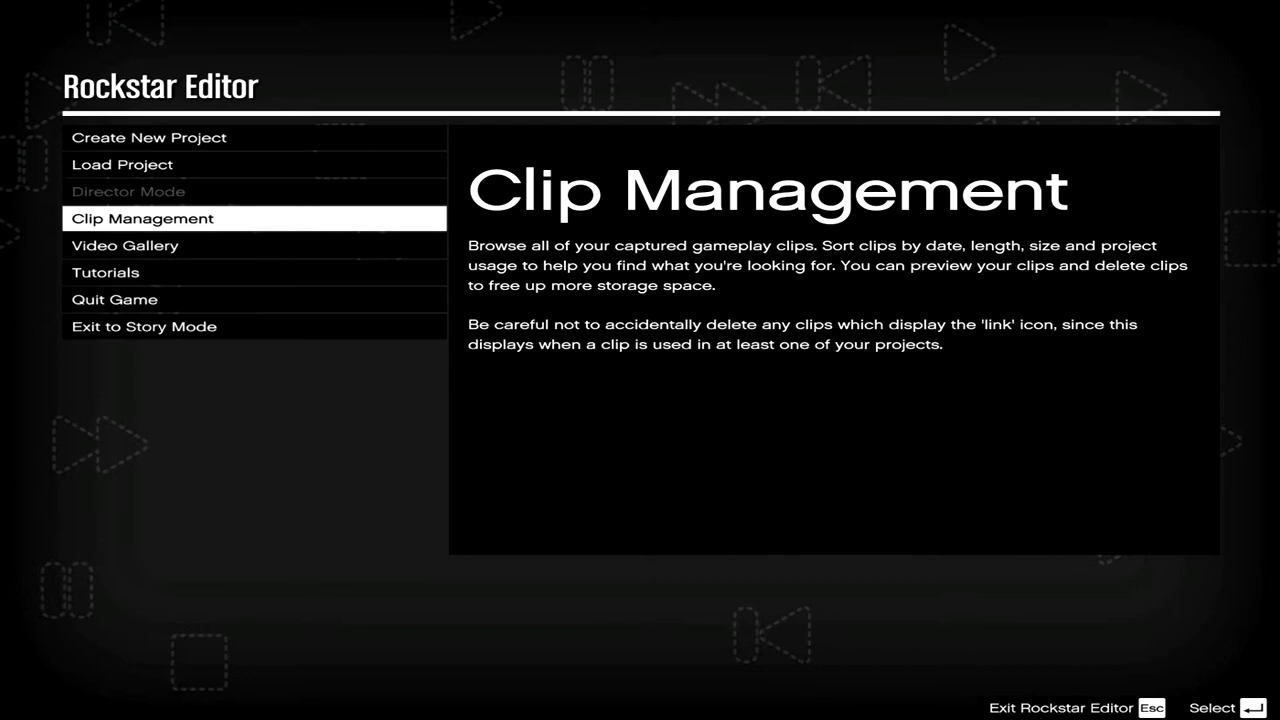 Rockstar Editor
Create New Project
Load Project
Director Mode
Clip Management
Video Gallery
Tutorials
Quit Game
Exit to Story Mode
Clip Management
Browse all of your captured gameplay clips. Sort clips by date, length, size and project
usage to help you find what you're looking for. You can preview your clips and delete clips
to free up more storage space.
Be careful not to accidentally delete any clips which display the 'link' icon, since this
displays when a clip is used in at least one of your projects.
Exit Rockstar Editor Esc Select